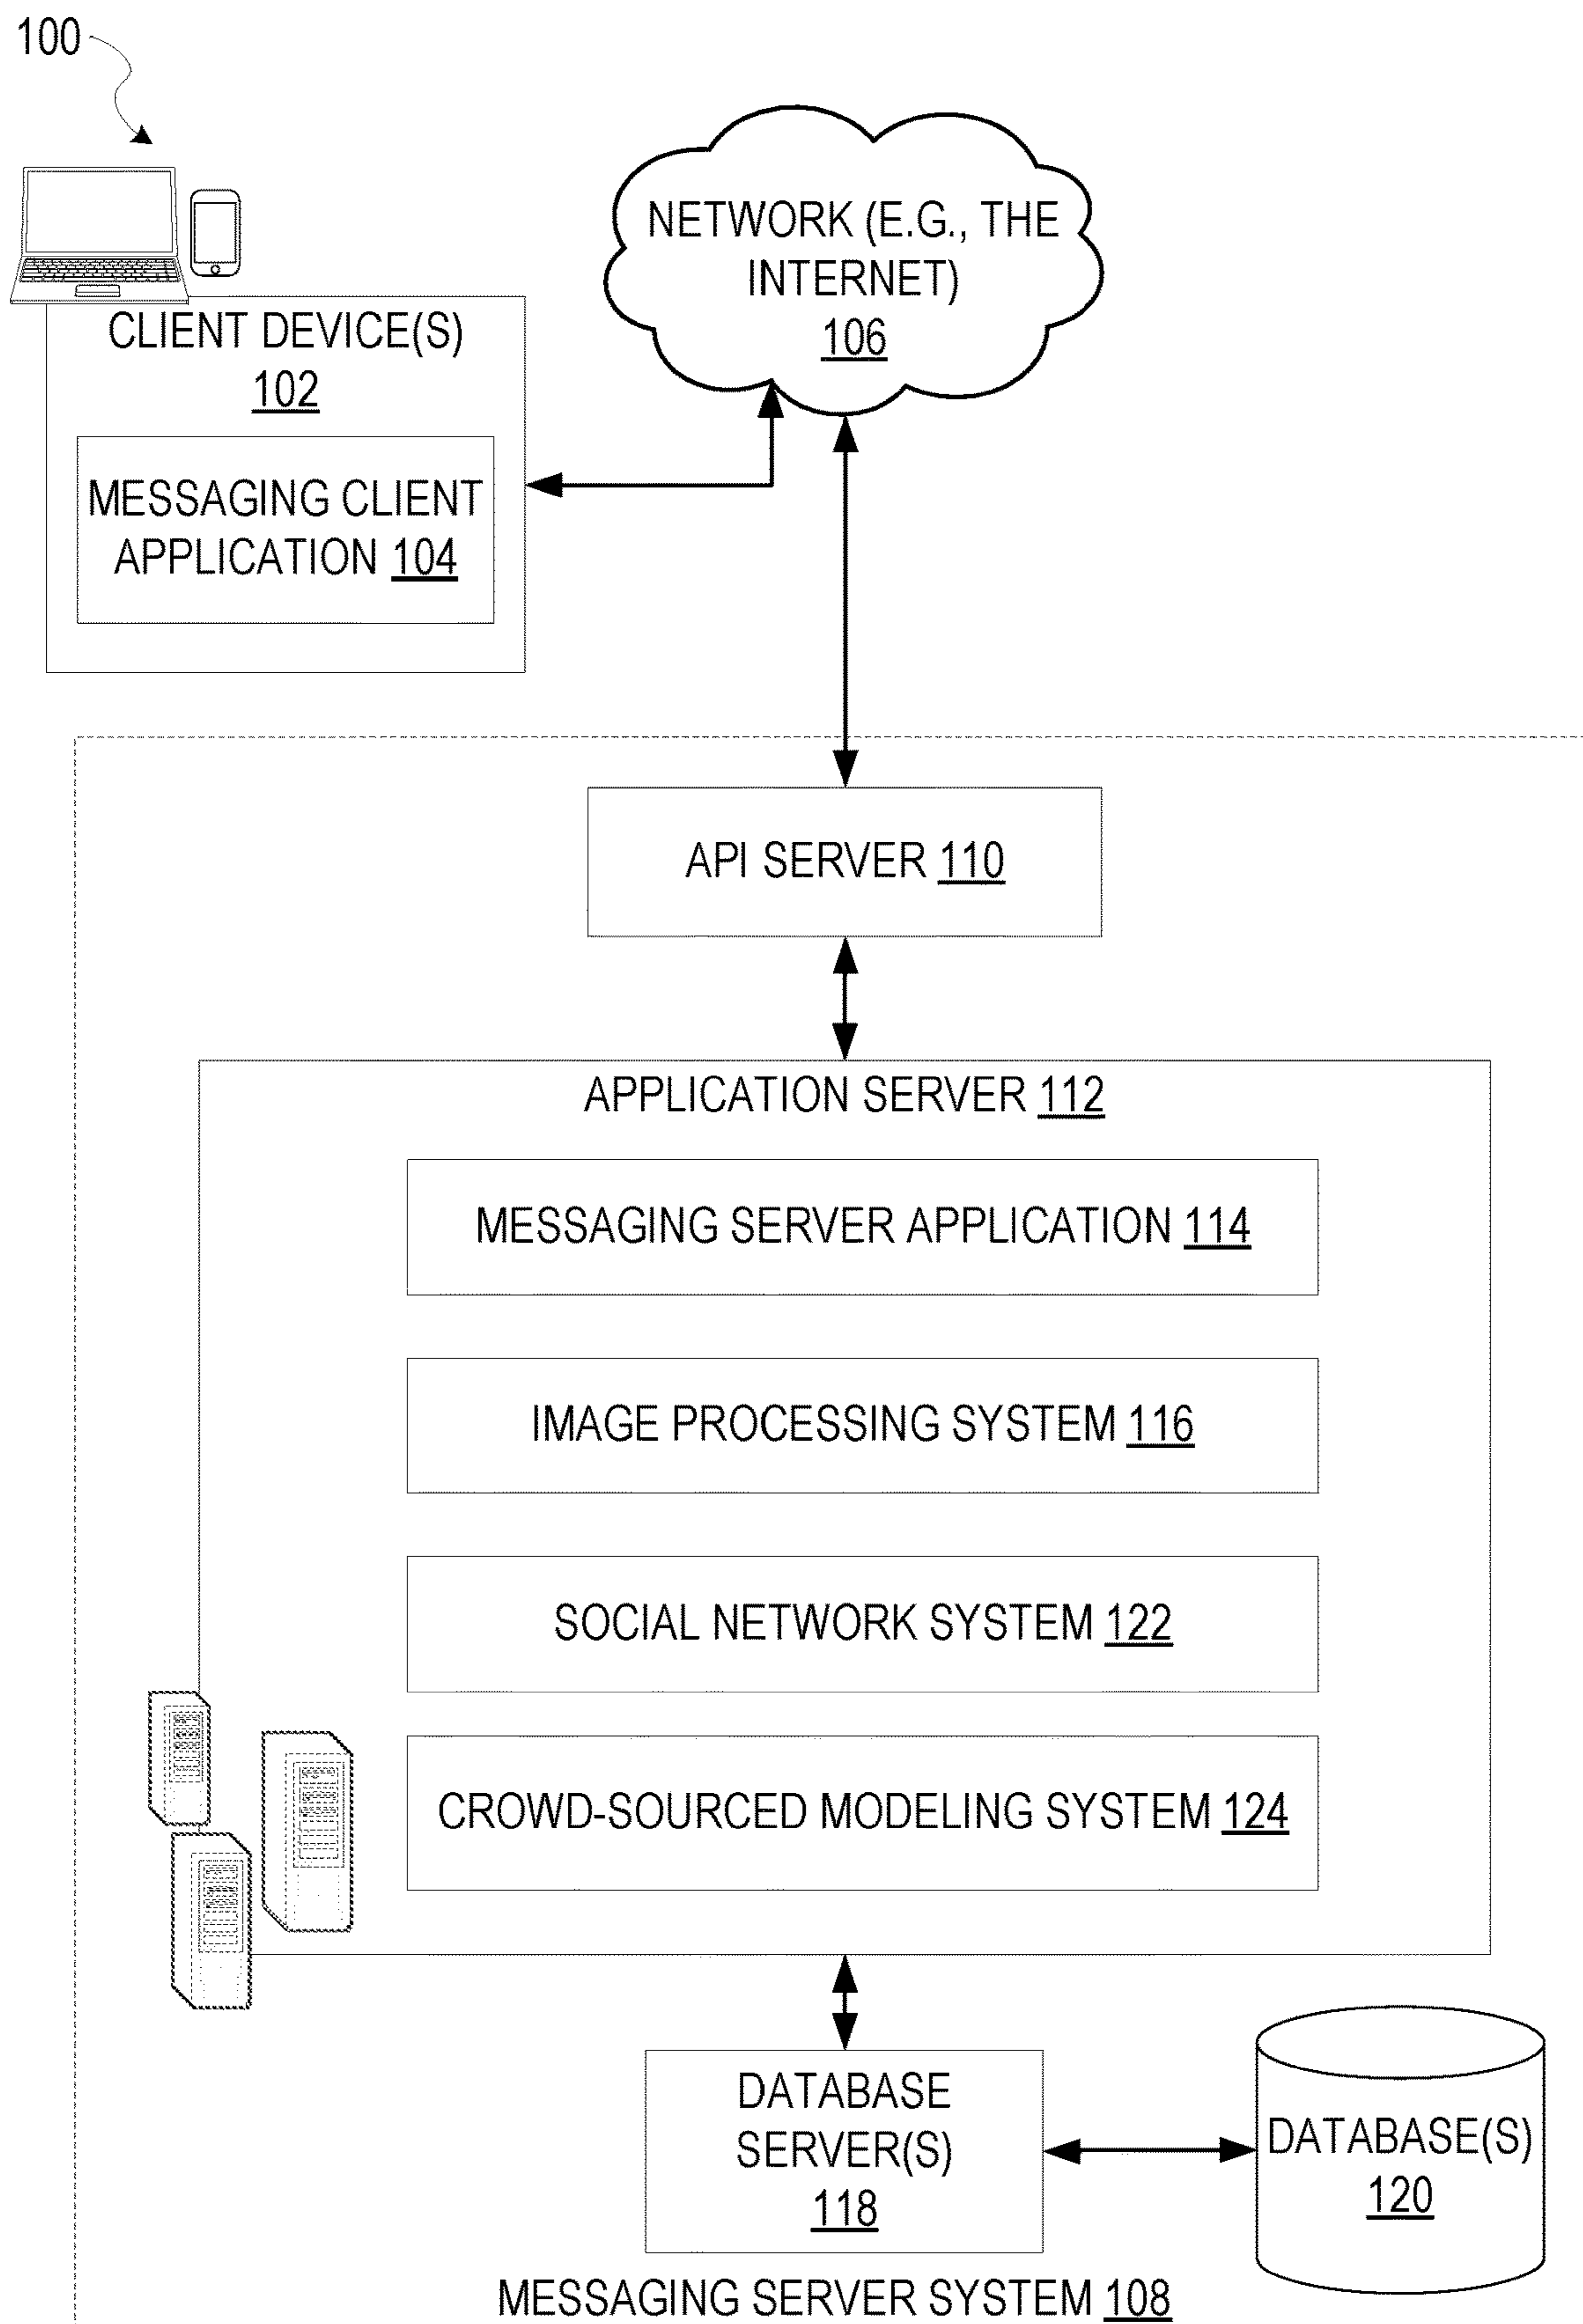 100
NETWORK (E.G., THE
INTERNET)
106
CLIENT DEVICE(S)
102
MESSAGING CLIENT
APPLICATION 104
API SERVER 110
APPLICATION SERVER 112
MESSAGING SERVER APPLICATION 114
IMAGE PROCESSING SYSTEM 116
SOCIAL NETWORK SYSTEM 122
CROWD-SOURCED MODELING SYSTEM 124
DATABASE
SERVER(S)
118
DATABASE(S)
120
MESSAGING SERVER SYSTEM 108